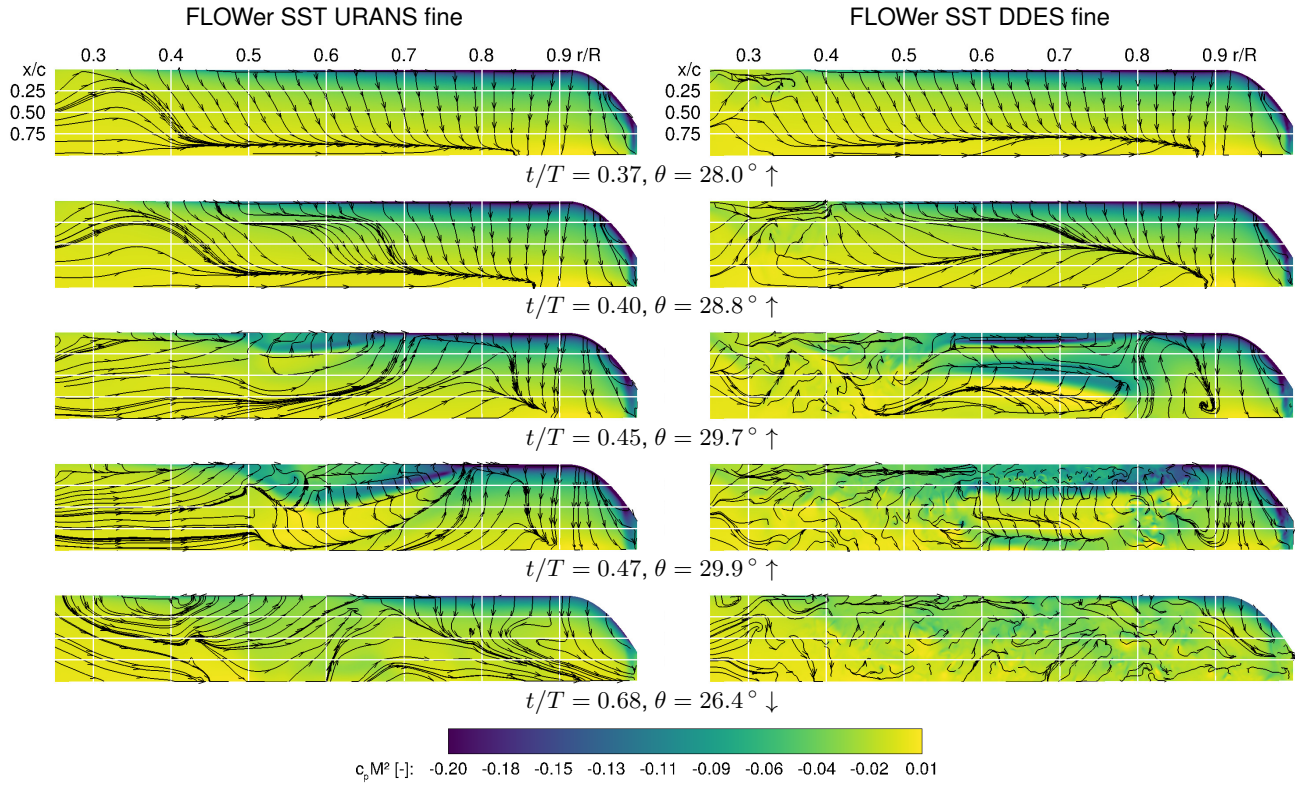 FLOWer SST URANS fine FLOWer SST DDES fine
0.3 0.4 0.5 0.6 0.7 0.8 0.9 r/R 0.3 0.4 0.5 0.6 0.7 0.8 0.9 r/R
x/c x/c
0.25 0.25
0.50 0.50
0.75 0.75
t/T = 0.37, θ = 28.0° ↑
t/T = 0.40, θ = 28.8° ↑
t/T = 0.45, θ = 29.7° ↑
t/T = 0.47, θ = 29.9° ↑
t/T = 0.68, θ = 26.4° ↓
cₚM² [-]: -0.20 -0.18 -0.15 -0.13 -0.11 -0.09 -0.06 -0.04 -0.02 0.01